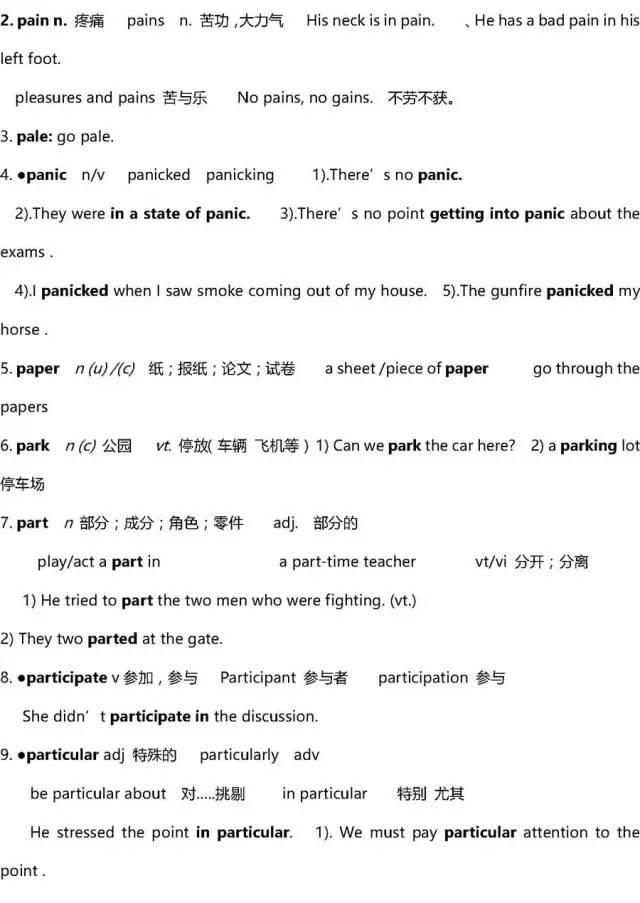 2. pain n. 疼痛 pains n. 苦功 ,大力气 His neck is in pain. 、He has a bad pain in his
left foot.
pleasures and pains 苦与乐 No pains, no gains. 不劳不获。
3. pale: go pale.
4. ●panic n/v panicked panicking 1).There's no panic.
2).They were in a state of panic. 3).There's no point getting into panic about the
exams .
4).I panicked when I saw smoke coming out of my house. 5).The gunfire panicked my
horse .
5. paper n (u) /(c) 纸；报纸；论文；试卷 a sheet /piece of paper go through the
papers
6. park n (c) 公园 vt. 停放( 车辆 飞机等 ) 1) Can we park the car here? 2) a parking lot
停车场
7. part n 部分；成分；角色；零件 adj. 部分的
play/act a part in a part-time teacher vt/vi 分开；分离
1) He tried to part the two men who were fighting. (vt.)
2) They two parted at the gate.
8. ●participate v 参加，参与 Participant 参与者 participation 参与
She didn't participate in the discussion.
9. ●particular adj 特殊的 particularly adv
be particular about 对.....挑剔 in particular 特别 尤其
He stressed the point in particular. 1). We must pay particular attention to the
point .